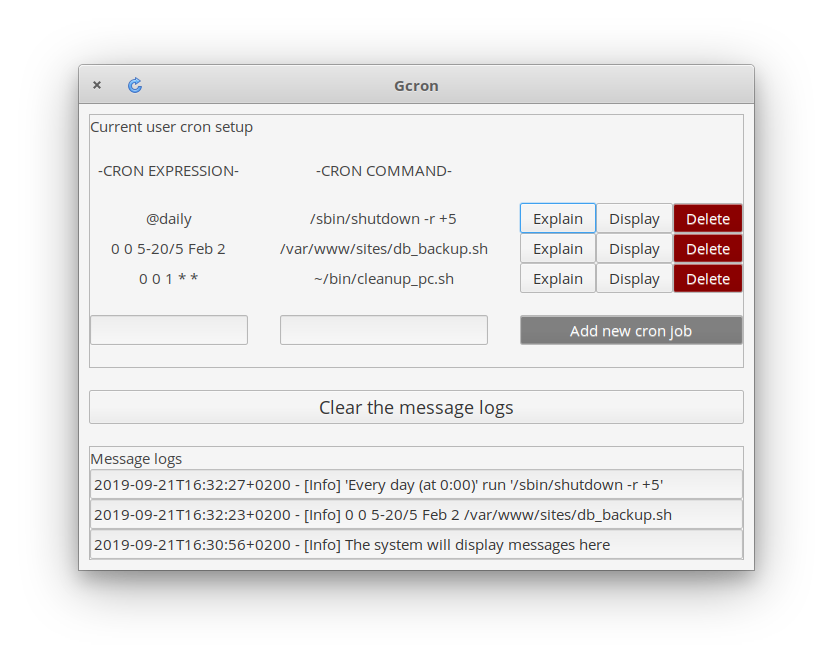 Gcron
Current user cron setup
-CRON EXPRESSION- -CRON COMMAND-
@daily /sbin/shutdown -r +5 Explain Display Delete
0 0 5-20/5 Feb 2 /var/www/sites/db_backup.sh Explain Display Delete
0 0 1 * * ~/bin/cleanup_pc.sh Explain Display Delete
Add new cron job
Clear the message logs
Message logs
2019-09-21T16:32:27+0200 - [Info] 'Every day (at 0:00)' run '/sbin/shutdown -r +5'
2019-09-21T16:32:23+0200 - [Info] 0 0 5-20/5 Feb 2 /var/www/sites/db_backup.sh
2019-09-21T16:30:56+0200 - [Info] The system will display messages here